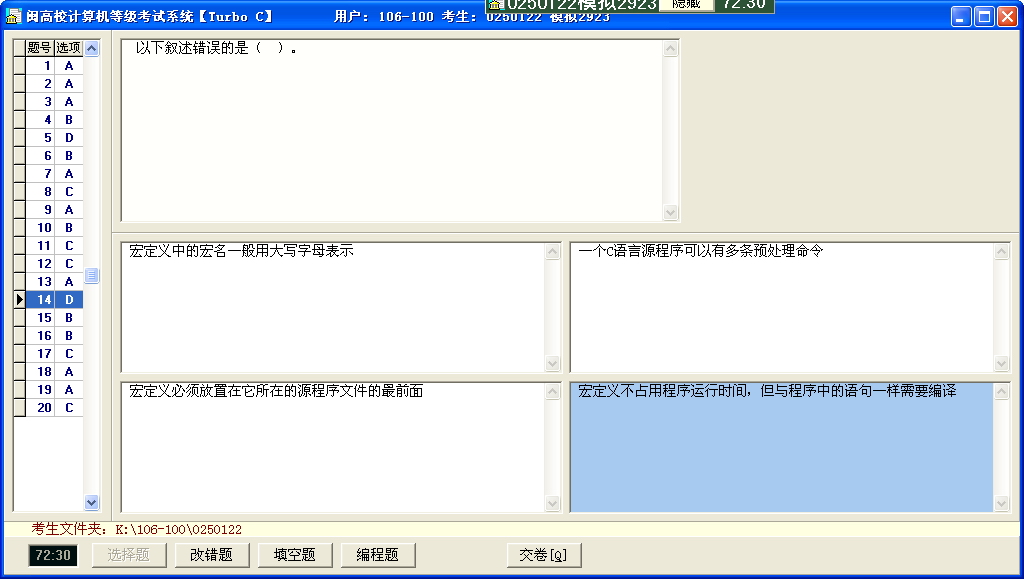 闽高校计算机等级考试系统【Turbo C】 用户: 106-100 考生: 0250122 模拟2923
0250122模拟2923 隐藏 72:30
题号 选项
1 A
2 A
3 A
4 B
5 D
6 B
7 A
8 C
9 A
10 B
11 C
12 C
13 A
14 D
15 B
16 B
17 C
18 A
19 A
20 C
以下叙述错误的是（ ）。
宏定义中的宏名一般用大写字母表示
一个C语言源程序可以有多条预处理命令
宏定义必须放置在它所在的源程序文件的最前面
宏定义不占用程序运行时间，但与程序中的语句一样需要编译
考生文件夹: K:\106-100\0250122
72:30 选择题 改错题 填空题 编程题 交卷[Q]